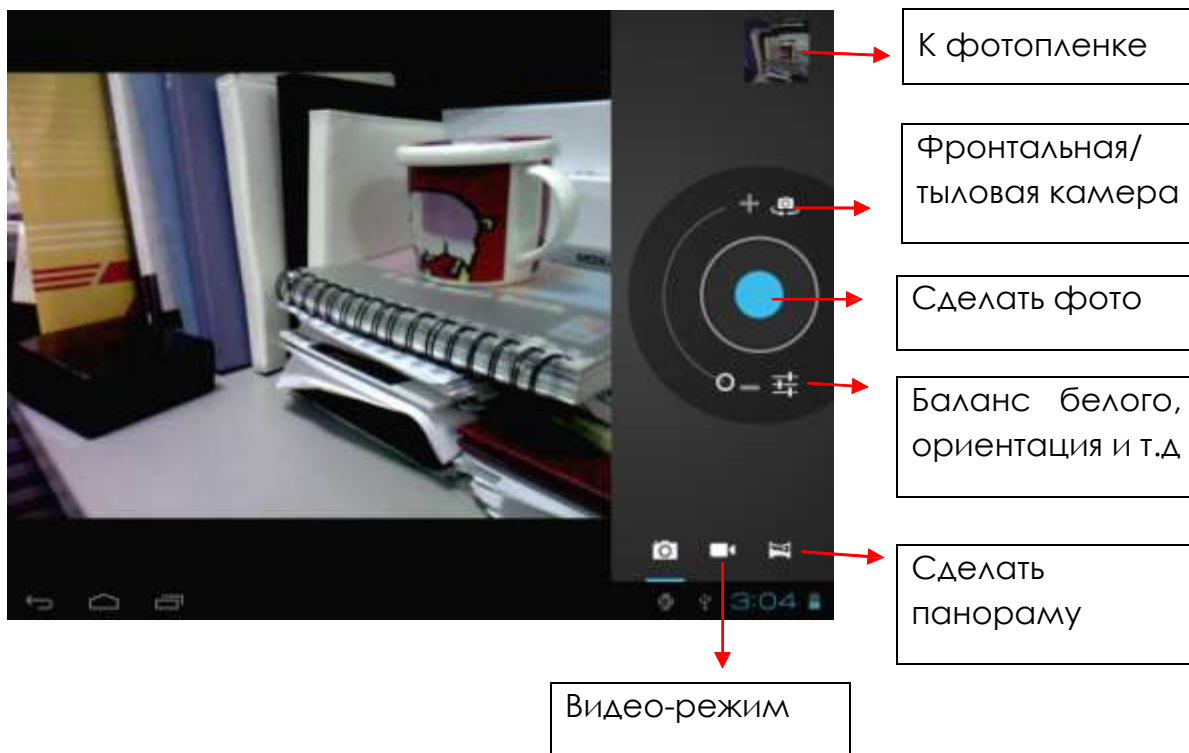 К фотопленке
Фронтальная/
тыловая камера
Сделать фото
Баланс белого,
ориентация и т.д
Сделать
панораму
3:04
Видео-режим